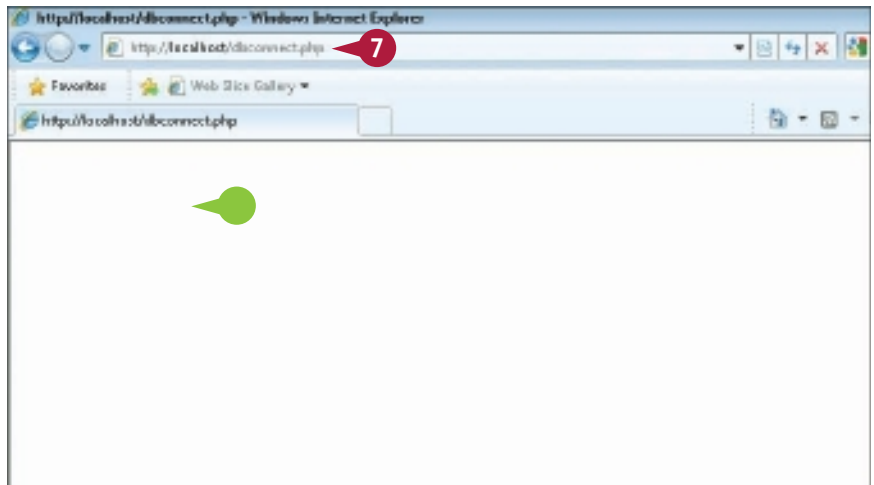 http://localhost/dbconnect.php - Windows Internet Explorer
http://localhost/dbconnect.php
7
Favorites
Web Slice Gallery
http://localhost/dbconnect.php